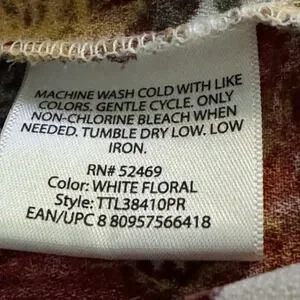 MACHINE WASH COLD WITH LIKE
COLORS. GENTLE CYCLE. ONLY
NON-CHLORINE BLEACH WHEN
NEEDED. TUMBLE DRY LOW. LOW
IRON.
RN# 52469
Color: WHITE FLORAL
Style: TTL38410PR
EAN/UPC 8 80957566418